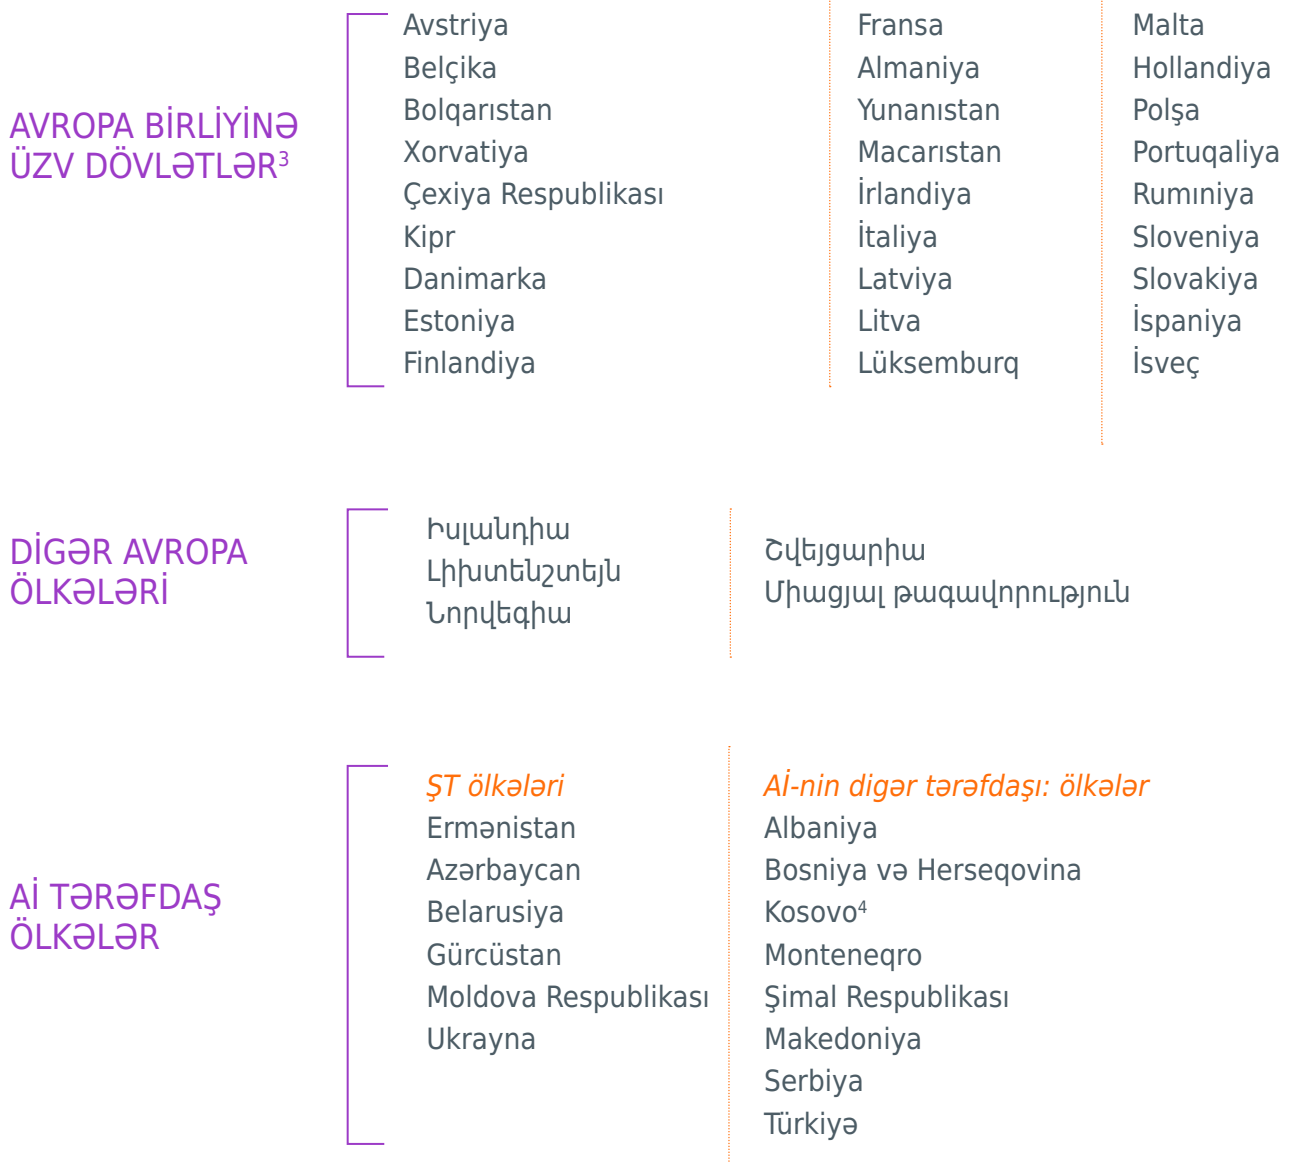 AVROPA BİRLİYİNƏ
ÜZV DÖVLƏTLƏR³
Avstriya
Belçika
Bolqarıstan
Xorvatiya
Çexiya Respublikası
Kipr
Danimarka
Estoniya
Finlandiya
Fransa
Almaniya
Yunanıstan
Macarıstan
İrlandiya
İtaliya
Latviya
Litva
Lüksemburq
Malta
Hollandiya
Polşa
Portuqaliya
Rumıniya
Sloveniya
Slovakiya
İspaniya
İsveç
DİGƏR AVROPA
ÖLKƏLƏRİ
Իսլանդիա
Լիխտենշտեյն
Նորվեգիա
Շվեյցարիա
Միացյալ թագավորություն
Aİ TƏRƏFDAŞ
ÖLKƏLƏR
ŞT ölkələri
Ermənistan
Azərbaycan
Belarusiya
Gürcüstan
Moldova Respublikası
Ukrayna
Aİ-nin digər tərəfdaşı: ölkələr
Albaniya
Bosniya və Herseqovina
Kosovo⁴
Monteneqro
Şimal Respublikası
Makedoniya
Serbiya
Türkiyə